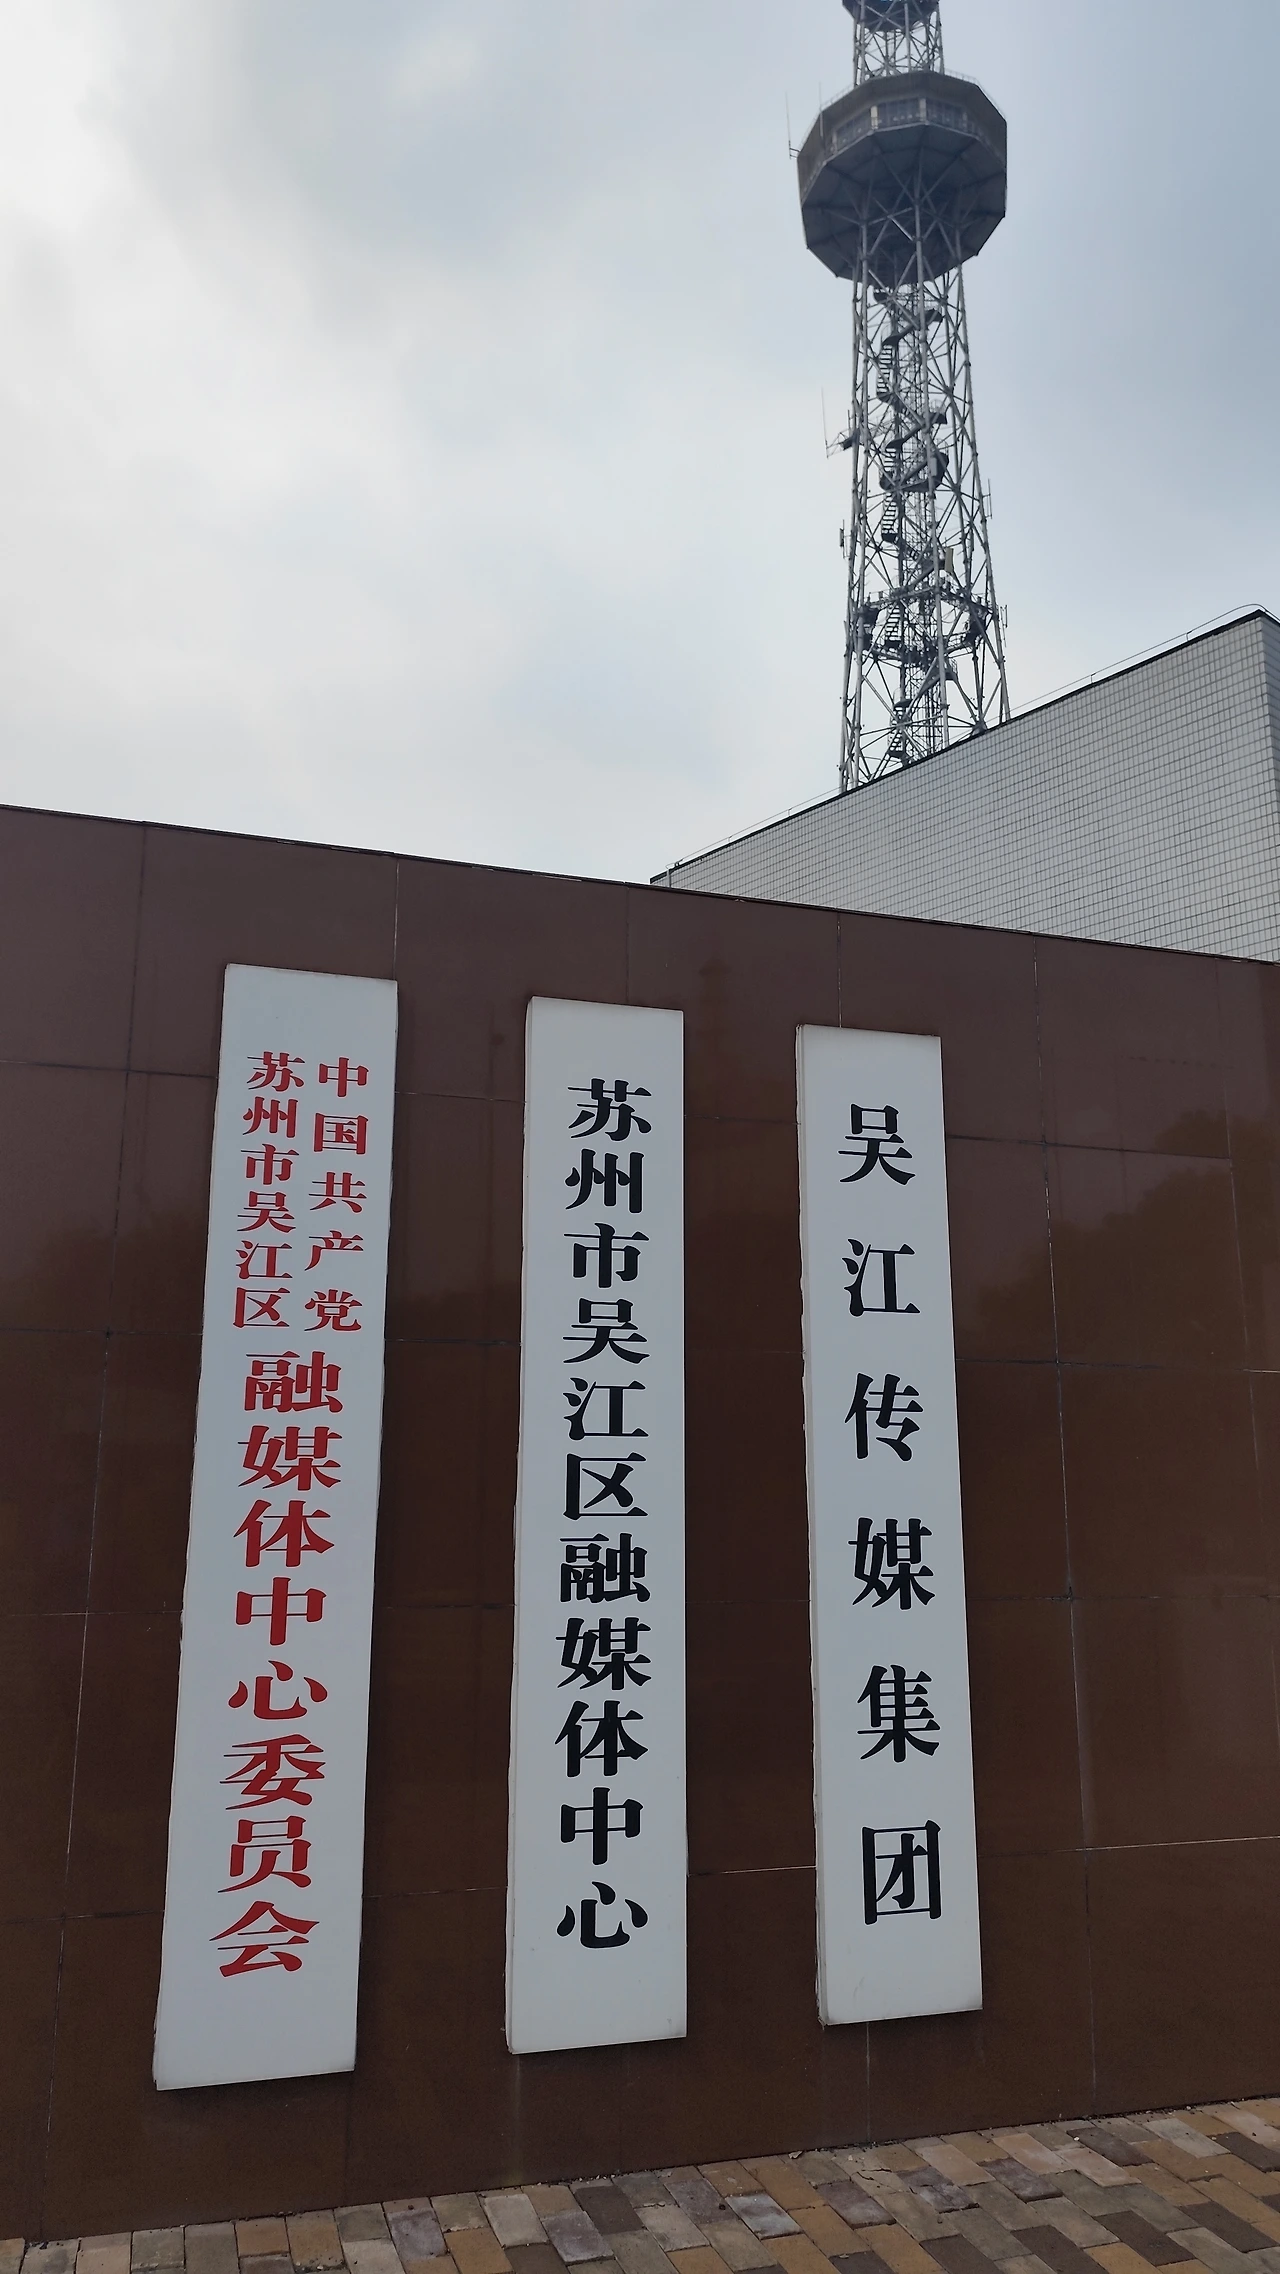 中国共产党
苏州市吴江区
融媒体中心委员会
苏州市吴江区融媒体中心
吴江传媒集团